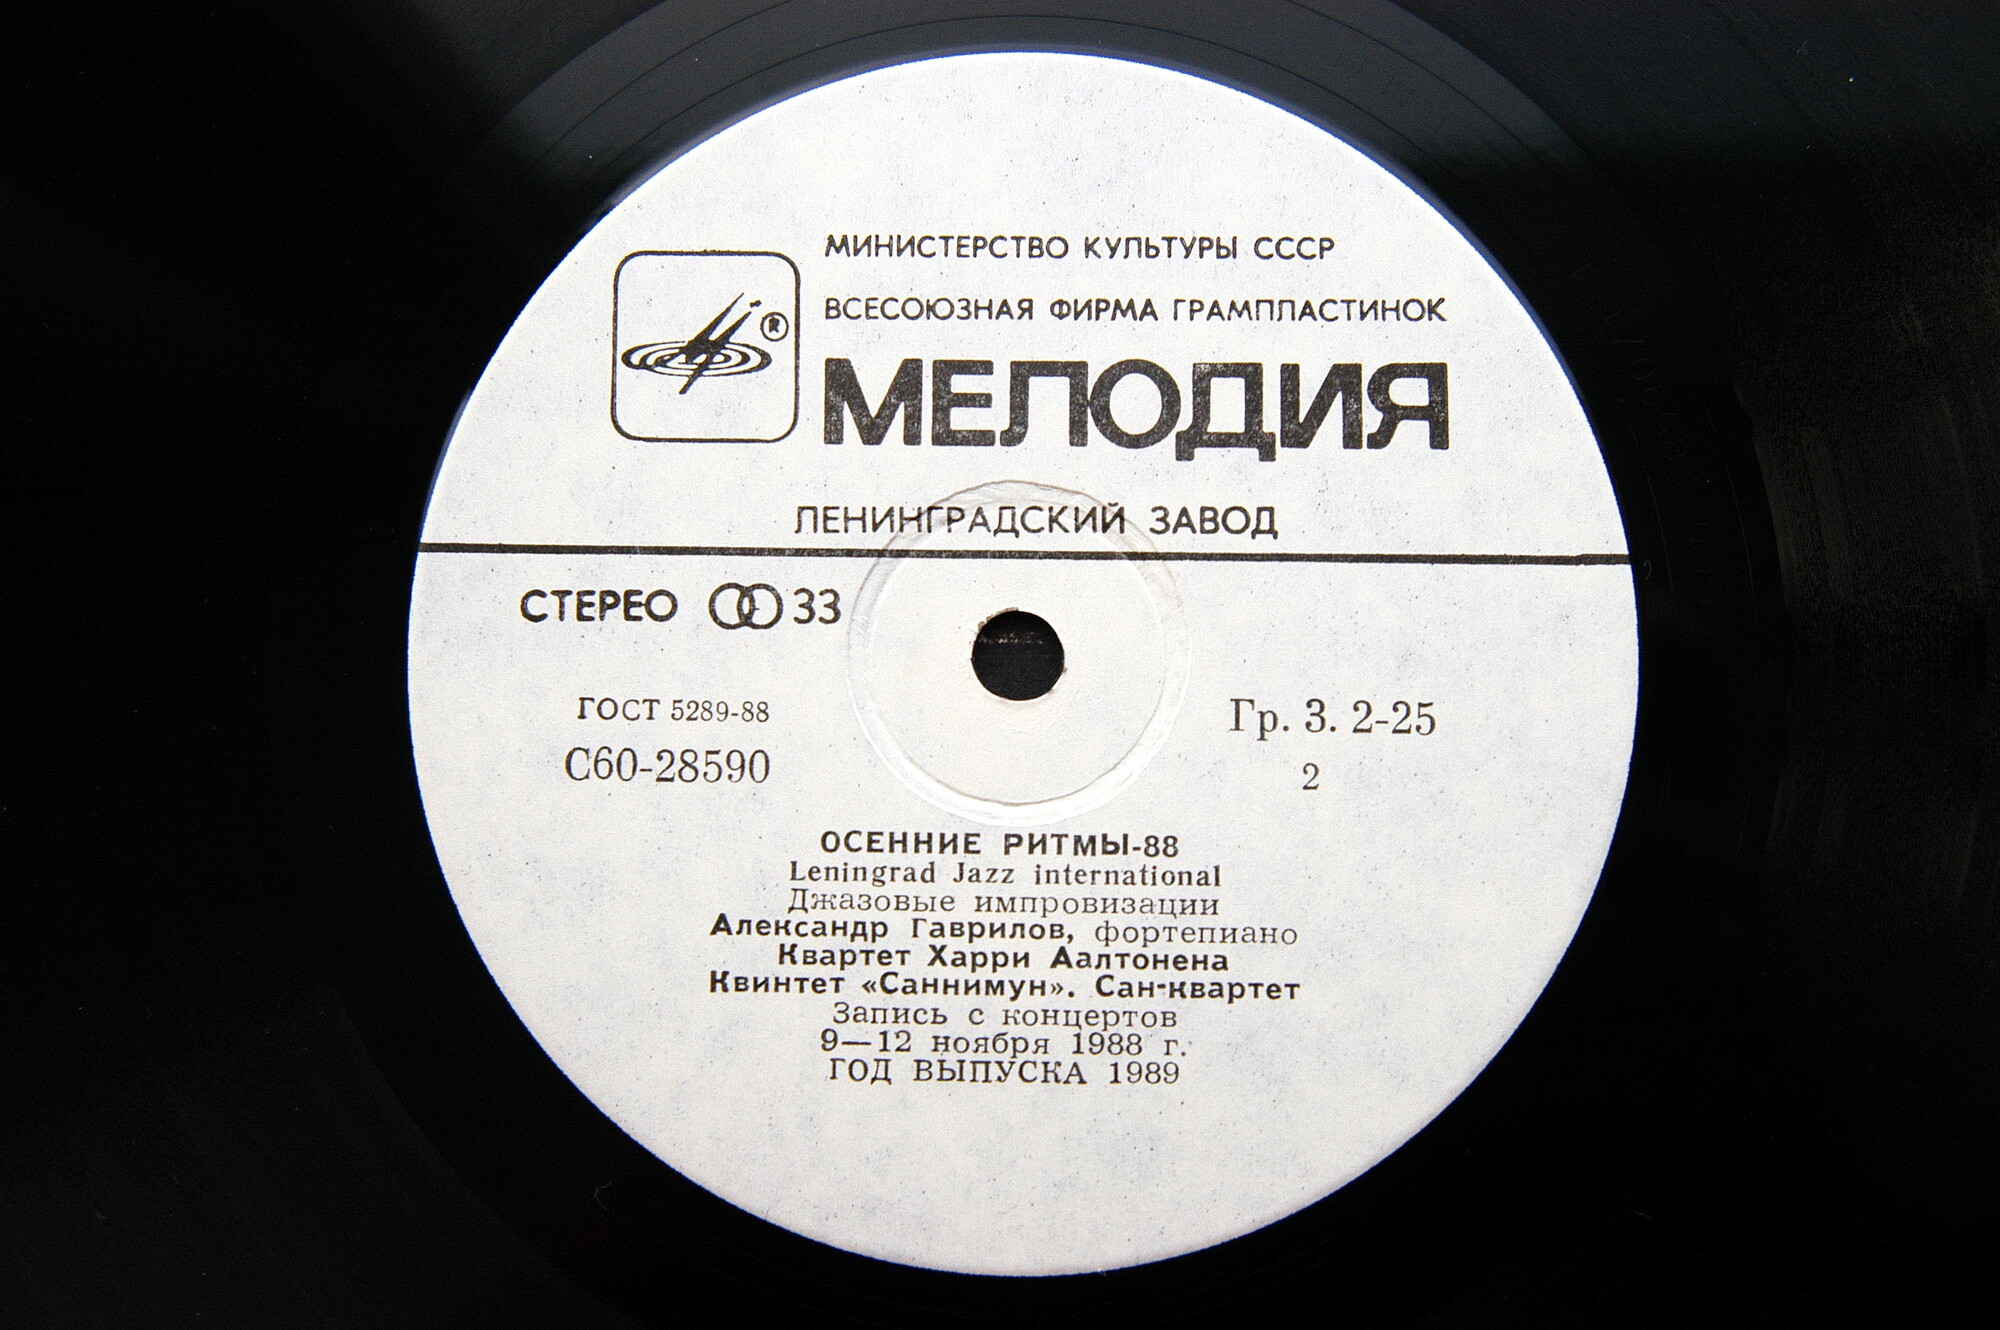 МИНИСТЕРСТВО КУЛЬТУРЫ СССР
ВСЕСОЮЗНАЯ ФИРМА ГРАМПЛАСТИНОК
®
МЕЛОДИЯ
ЛЕНИНГРАДСКИЙ ЗАВОД
СТЕРЕО 33
ГОСТ 5289-88
Гр. 3. 2-25
С60-28590
2
ОСЕННИЕ РИТМЫ-88
Leningrad Jazz international
Джазовые импровизации
Александр Гаврилов, фортепиано
Квартет Харри Аалтонена
Квинтет «Саннимун». Сан-квартет
Запись с концертов
9—12 ноября 1988 г.
ГОД ВЫПУСКА 1989